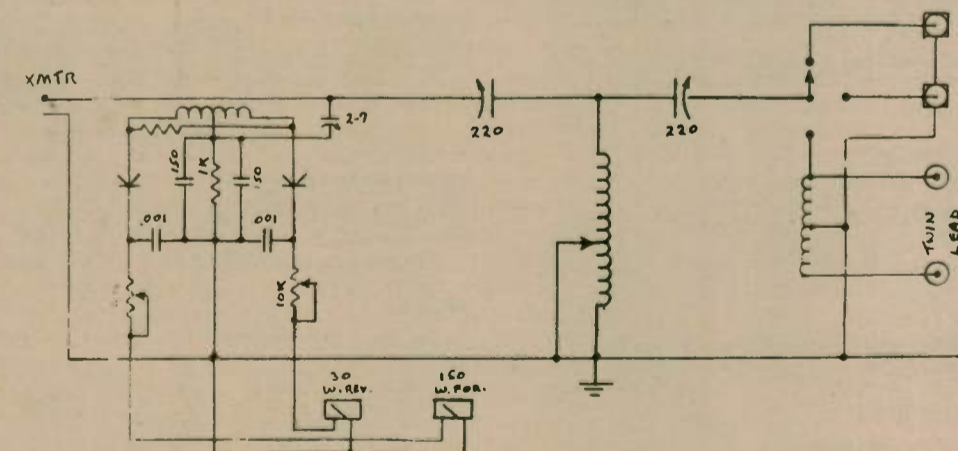 XMTR
2-7
220
220
150
1K
150
.001
.001
10K
30
W. REV.
150
W. FOR.
TWIN
LEAD